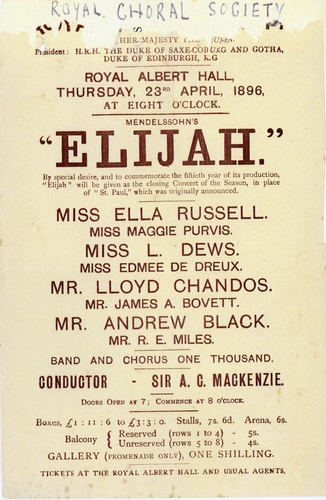 ROYAL CHORAL SOCIETY
HER MAJESTY
President: H.R.H. THE DUKE OF SAXE-COBURG AND GOTHA,
DUKE OF EDINBURGH, K.G
ROYAL ALBERT HALL,
THURSDAY, 23RD APRIL, 1896,
AT EIGHT O'CLOCK.
MENDELSSOHN'S
"ELIJAH."
By special desire, and to commemorate the fiftieth year of its production,
"Elijah" will be given as the closing Concert of the Season, in place
of "St. Paul," which was originally announced.
MISS ELLA RUSSELL.
MISS MAGGIE PURVIS.
MISS L. DEWS.
MISS EDMEE DE DREUX.
MR. LLOYD CHANDOS.
MR. JAMES A. BOVETT.
MR. ANDREW BLACK.
MR. R. E. MILES.
BAND AND CHORUS ONE THOUSAND.
CONDUCTOR - SIR A. C. MACKENZIE.
DOORS OPEN AT 7; COMMENCE AT 8 O'CLOCK.
Boxes, £1:11:6 to £3:3:0. Stalls, 7s. 6d. Arena, 6s.
Balcony { Reserved (rows 1 to 4) - 5s.
Unreserved (rows 5 to 8) - 4s.
GALLERY (PROMENADE ONLY), ONE SHILLING.
TICKETS AT THE ROYAL ALBERT HALL AND USUAL AGENTS.